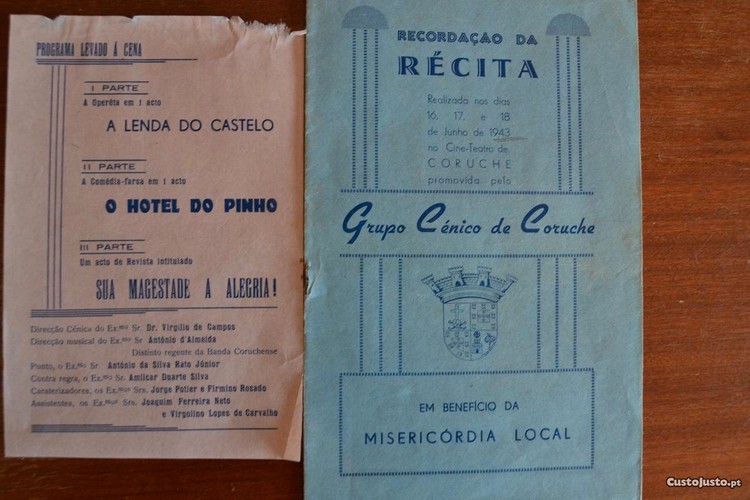 PROGRAMA LEVADO Á CENA
I PARTE
A Operêta em 1 acto
A LENDA DO CASTELO
II PARTE
A Comédia-farsa em 1 acto
O HOTEL DO PINHO
III PARTE
Um acto de Revista intitulado
SUA MAGESTADE A ALEGRIA!
Direcção Cénica do Ex.mo Sr. Dr. Virgílio de Campos
Direcção musical do Ex.mo Sr António d'Almeida
Distinto regente da Banda Coruchense
Ponto, o Ex.mo Sr. António da Silva Rato Júnior
Contra regra, o Ex.mo Sr. Amilcar Duarte Silva
Caraterizadores, os Ex.mos Srs. Jorge Potier e Firmino Rosado
Assistentes, os Ex.mos Srs. Joaquim Ferreira Neto
e Virgolino Lopes de Carvalho
RECORDAÇÃO DA
RÉCITA
Realizada nos dias
16, 17 e 18
de Junho de 1943
no Cine-Teatro de
CORUCHE
promovida pelo
Grupo Cénico de Coruche
EM BENEFÍCIO DA
MISERICÓRDIA LOCAL
CustoJusto.pt